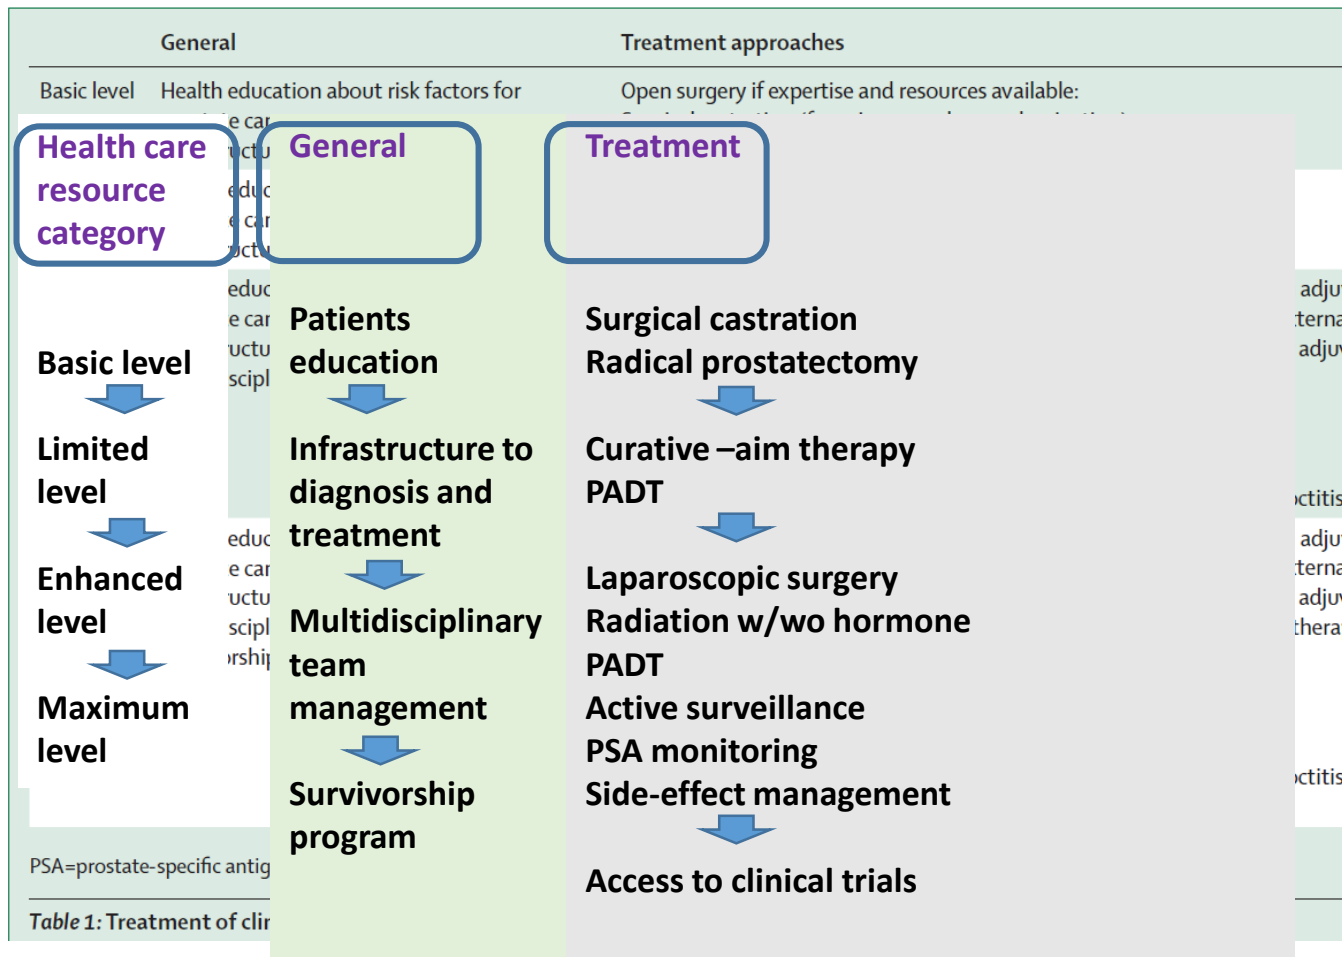 General Treatment approaches
Basic level Health education about risk factors for Open surgery if expertise and resources available:
Health care
resource
category
General
Treatment
Basic level
Limited
level
Enhanced
level
Maximum
level
Patients
education
Infrastructure to
diagnosis and
treatment
Multidisciplinary
team
management
Survivorship
program
Surgical castration
Radical prostatectomy
Curative –aim therapy
PADT
Laparoscopic surgery
Radiation w/wo hormone
PADT
Active surveillance
PSA monitoring
Side-effect management
Access to clinical trials
PSA=prostate-specific
Table 1: Treatment of